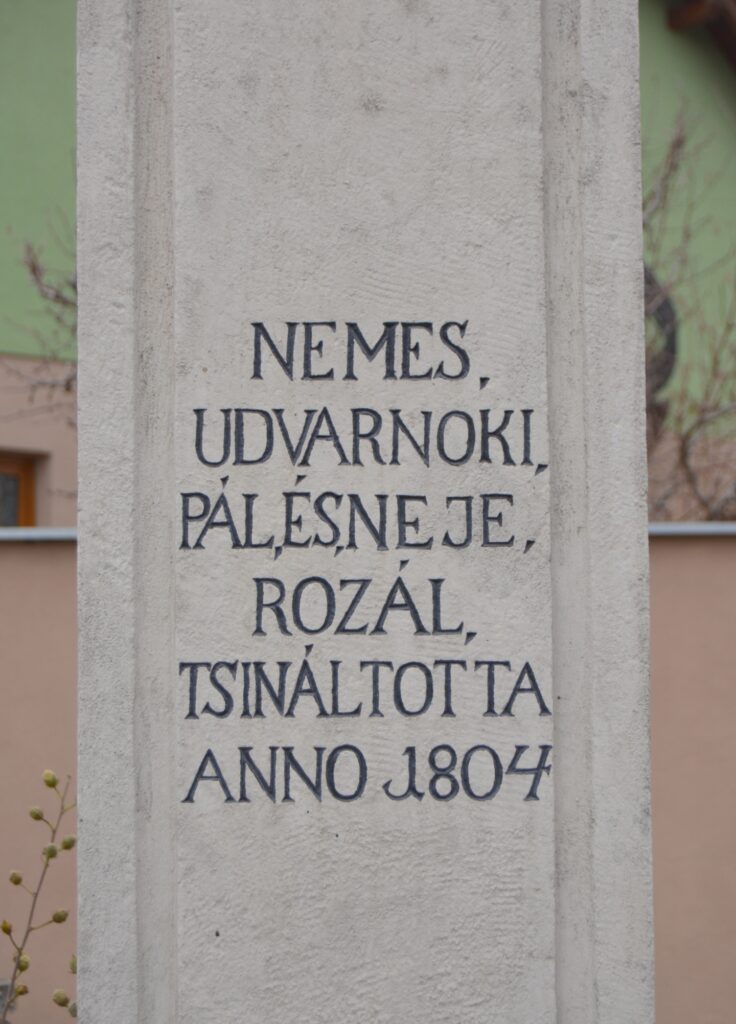 NEMES,
UDVARNOKI,
PÁL,ÉS,NEJE,
ROZÁL,
TSINÁLTOTTA
ANNO 1804